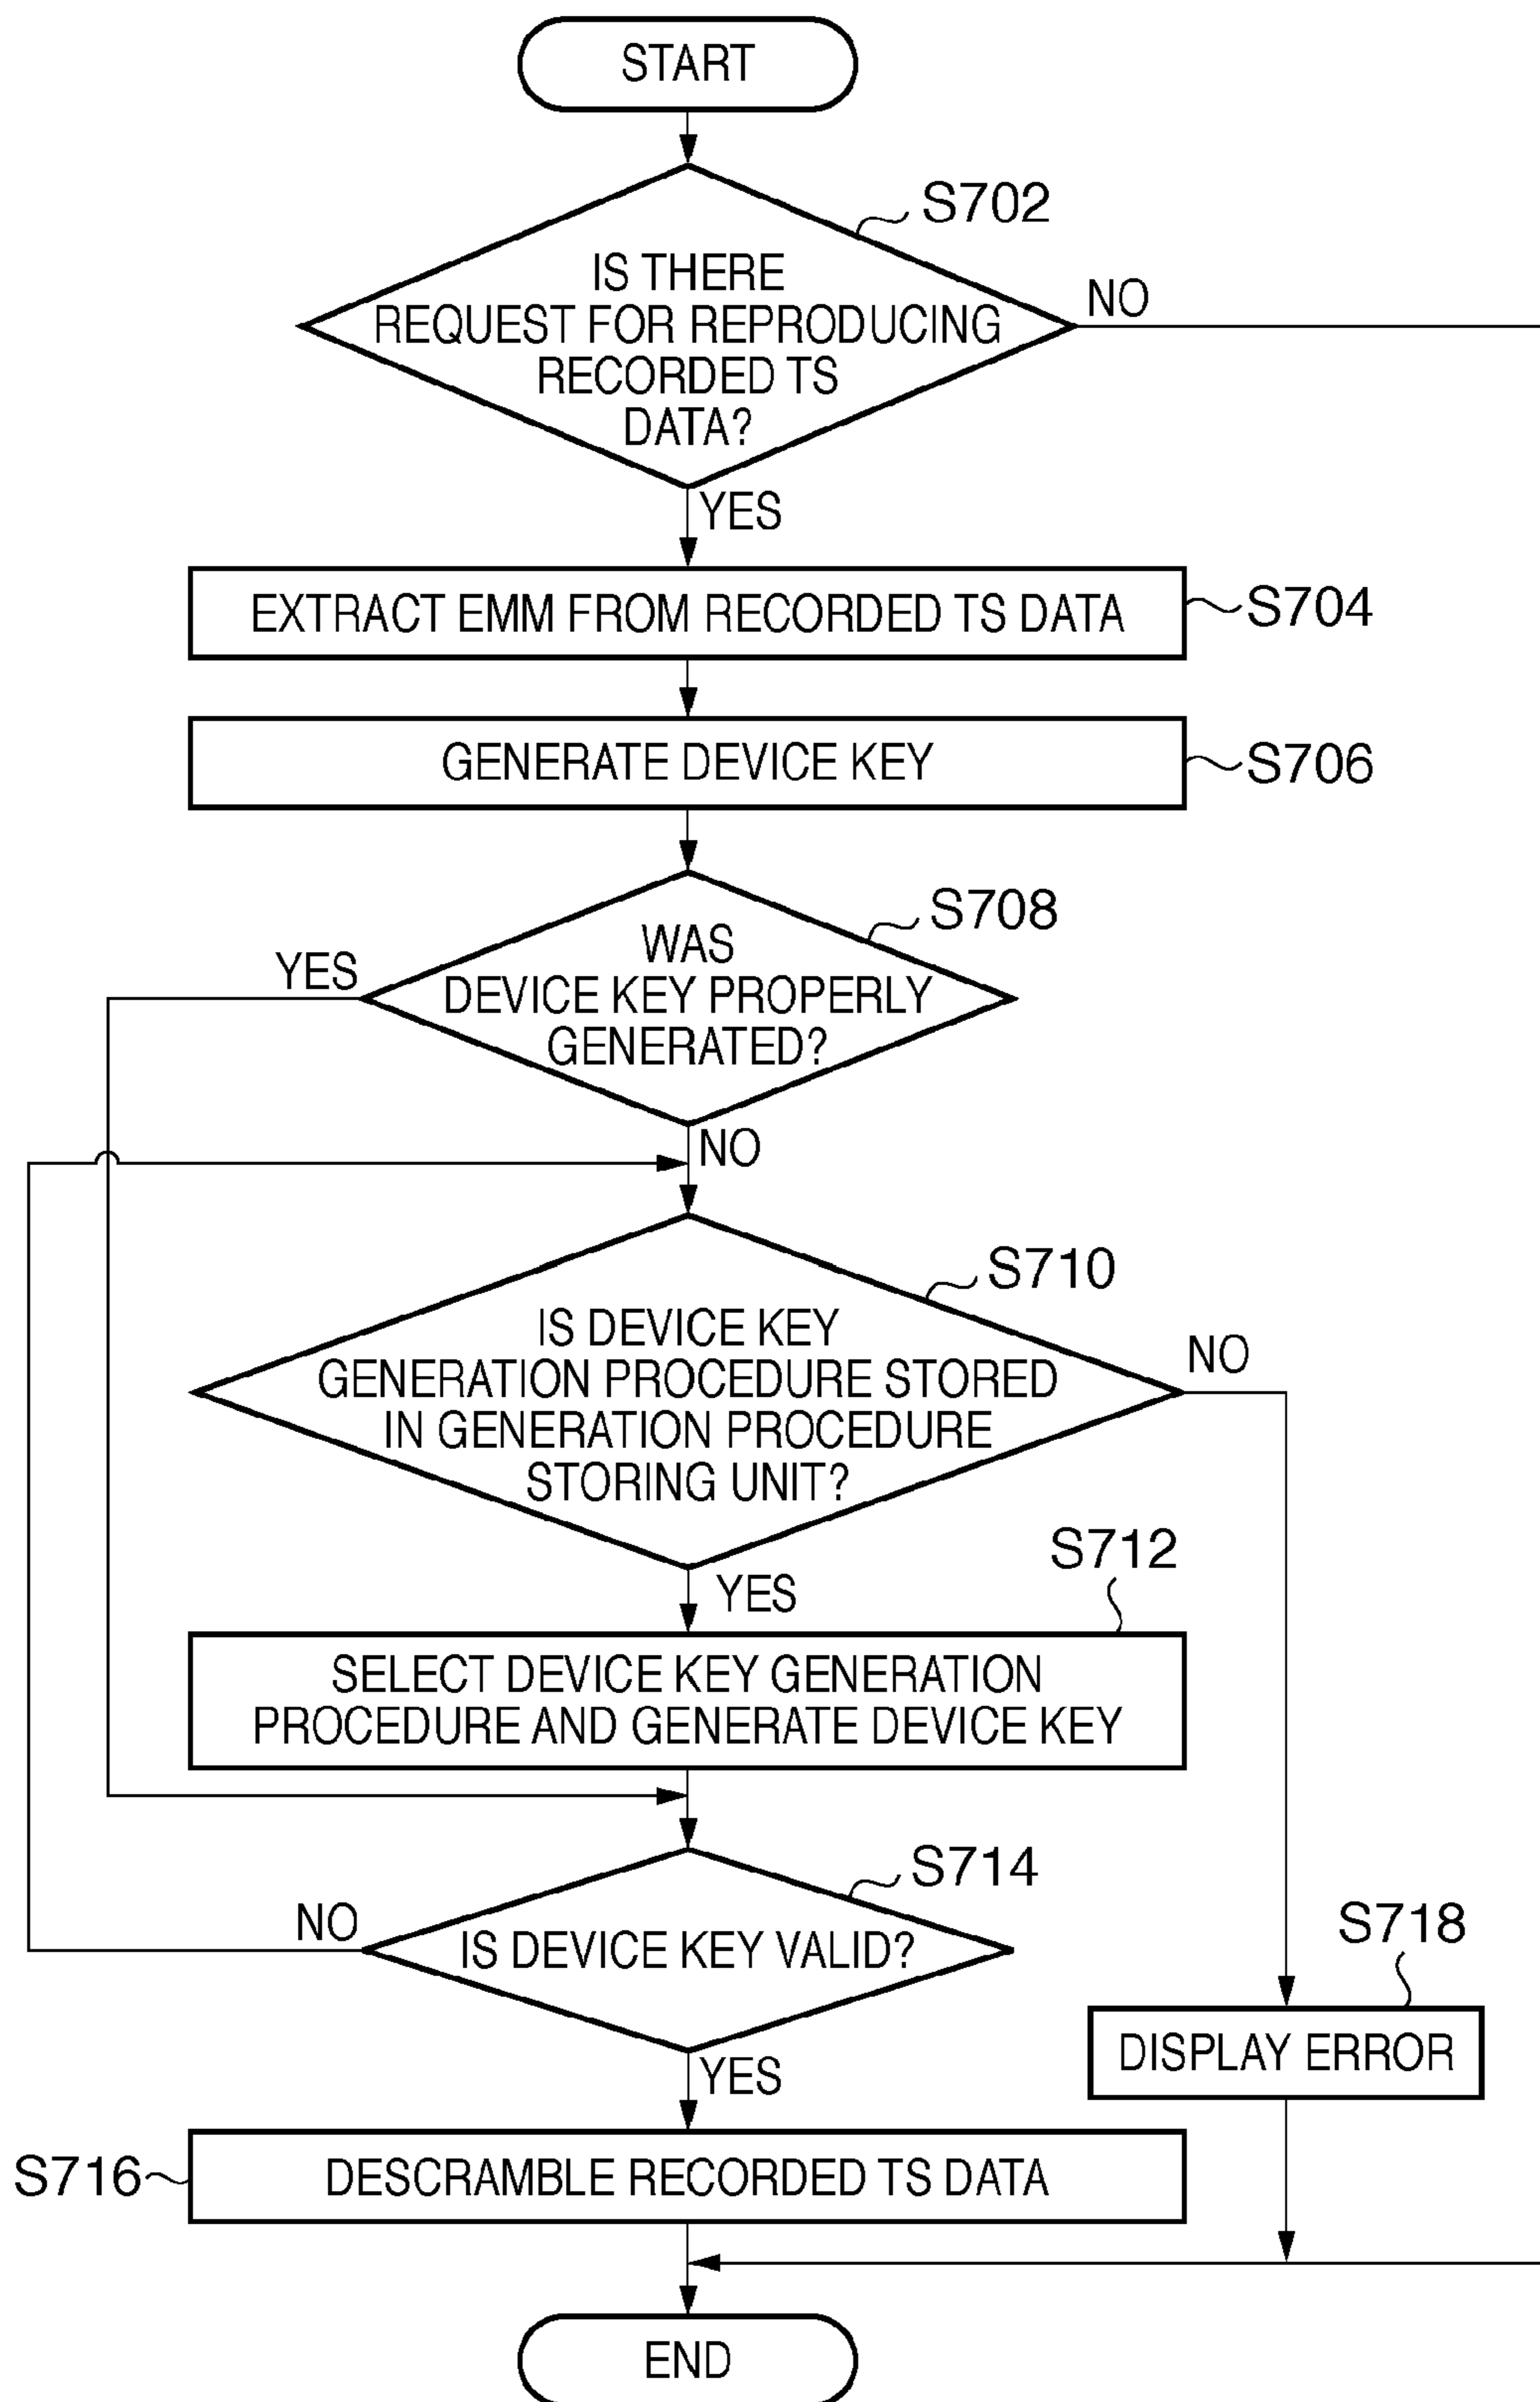 START
S702
IS THERE
REQUEST FOR REPRODUCING
RECORDED TS
DATA?
NO
YES
EXTRACT EMM FROM RECORDED TS DATA
S704
GENERATE DEVICE KEY
S706
S708
WAS
DEVICE KEY PROPERLY
GENERATED?
YES
NO
S710
IS DEVICE KEY
GENERATION PROCEDURE STORED
IN GENERATION PROCEDURE
STORING UNIT?
NO
YES
S712
SELECT DEVICE KEY GENERATION
PROCEDURE AND GENERATE DEVICE KEY
S714
IS DEVICE KEY VALID?
NO
YES
S718
DISPLAY ERROR
S716
DESCRAMBLE RECORDED TS DATA
END